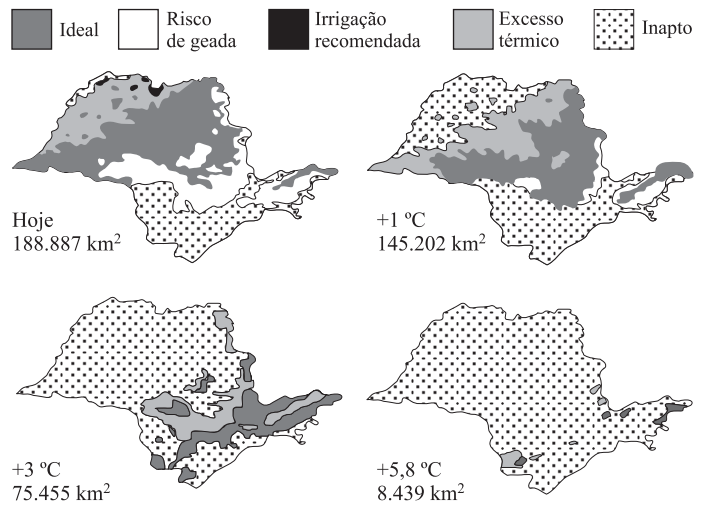 Ideal
Risco
de geada
Irrigação
recomendada
Excesso
térmico
Inapto
Hoje
188.887 km²
+1 ºC
145.202 km²
+3 ºC
75.455 km²
+5,8 ºC
8.439 km²